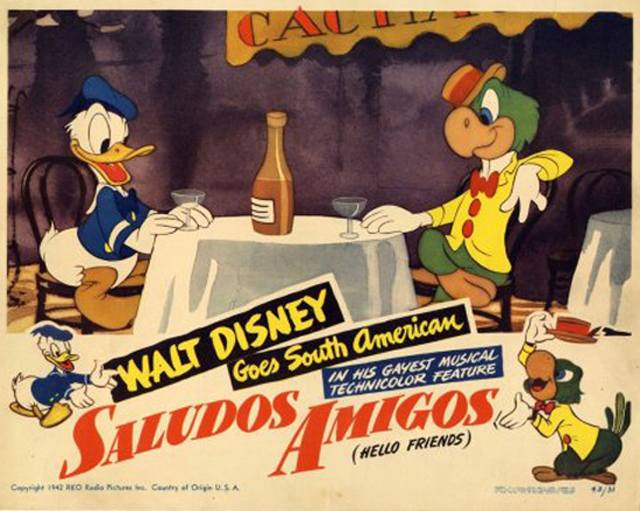 WALT DISNEY
Goes South American
IN HIS GAYEST MUSICAL
TECHNICOLOR FEATURE
SALUDOS AMIGOS
(HELLO FRIENDS)
Copyright 1942 RKO Radio Pictures Inc. Country of Origin U. S. A.